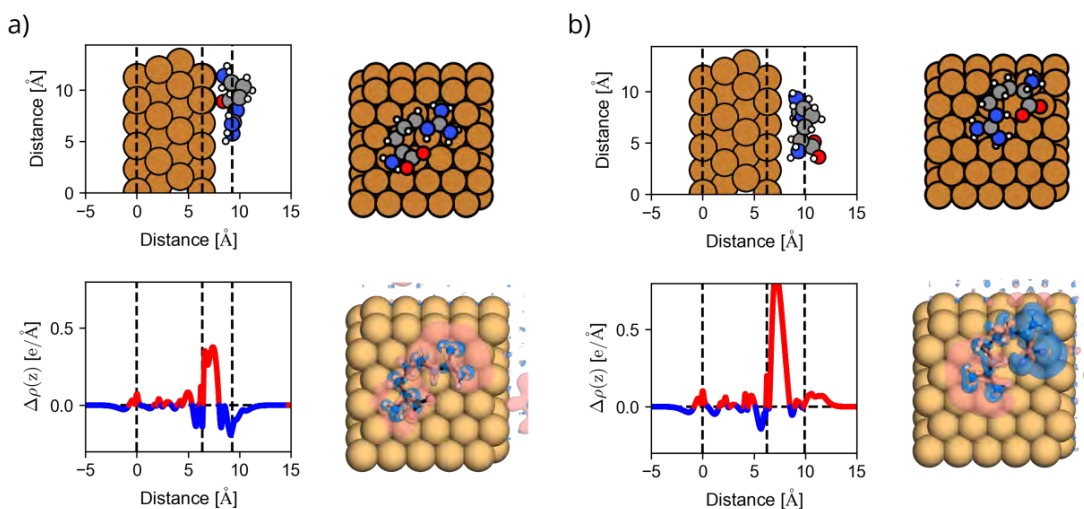 a)
Distance [Å]
10
5
0
−5 0 5 10 15
Distance [Å]
Δρ(z) [e/Å]
0.5
0.0
−5 0 5 10 15
Distance [Å]
b)
Distance [Å]
10
5
0
−5 0 5 10 15
Distance [Å]
Δρ(z) [e/Å]
0.5
0.0
−5 0 5 10 15
Distance [Å]